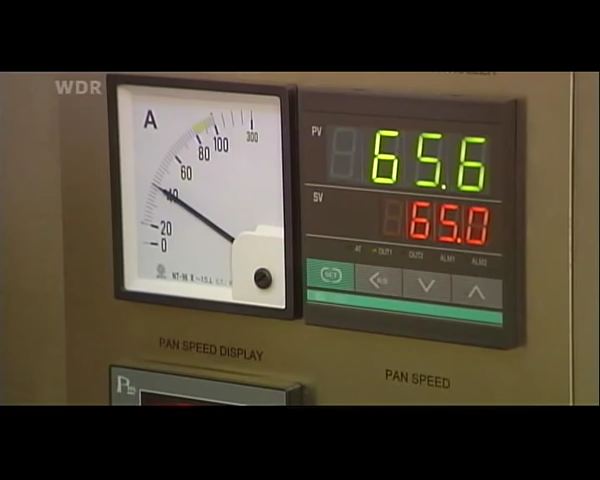 WDR
A
300
100
80
60
40
20
0
PV
65.6
SV
65.0
AT OUT1 OUT2 ALM1 ALM2
SET
PAN SPEED DISPLAY
PAN SPEED